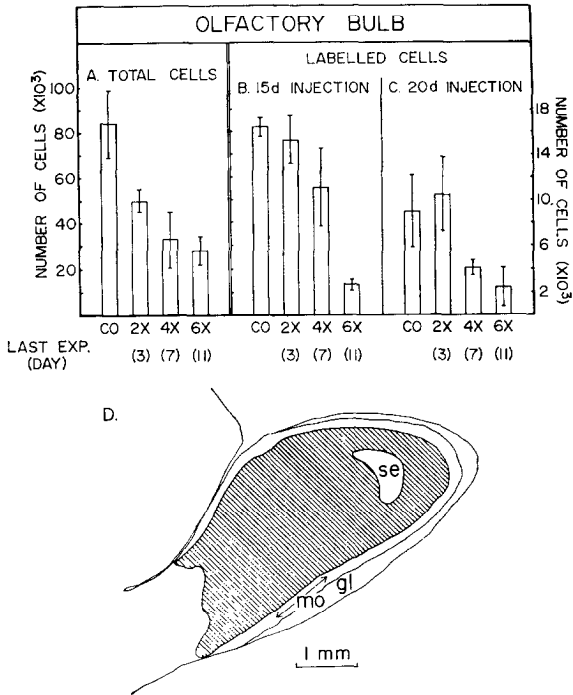 OLFACTORY BULB
LABELLED CELLS
A. TOTAL CELLS
B. 15d INJECTION
C. 20d INJECTION
NUMBER OF CELLS (X10³)
100
80
60
40
20
18
14
10
6
2
NUMBER OF CELLS (X10³)
CO 2X 4X 6X CO 2X 4X 6X CO 2X 4X 6X
LAST EXP. (3) (7) (11) (3) (7) (11) (3) (7) (11)
(DAY)
D.
se
gl
mo
1 mm